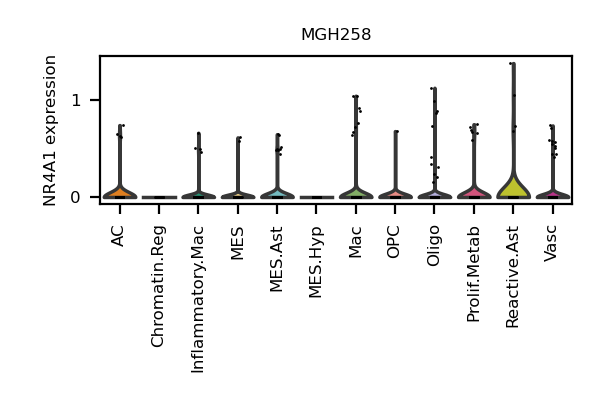 MGH258
NR4A1 expression
1
0
AC
Chromatin.Reg
Inflammatory.Mac
MES
MES.Ast
MES.Hyp
Mac
OPC
Oligo
Prolif.Metab
Reactive.Ast
Vasc